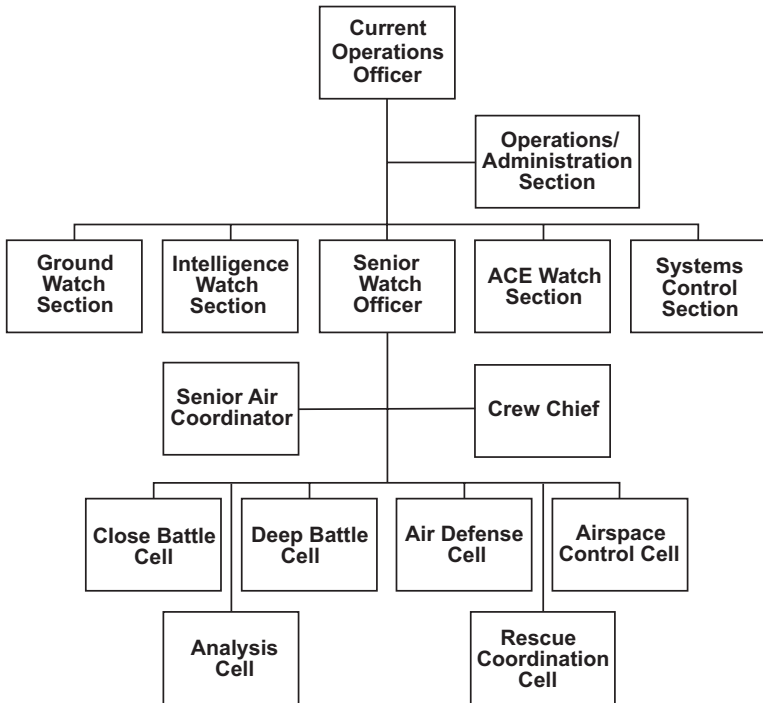 Current
Operations
Officer
Operations/
Administration
Section
Ground
Watch
Section
Intelligence
Watch
Section
Senior
Watch
Officer
ACE Watch
Section
Systems
Control
Section
Senior Air
Coordinator
Crew Chief
Close Battle
Cell
Deep Battle
Cell
Air Defense
Cell
Airspace
Control Cell
Analysis
Cell
Rescue
Coordination
Cell